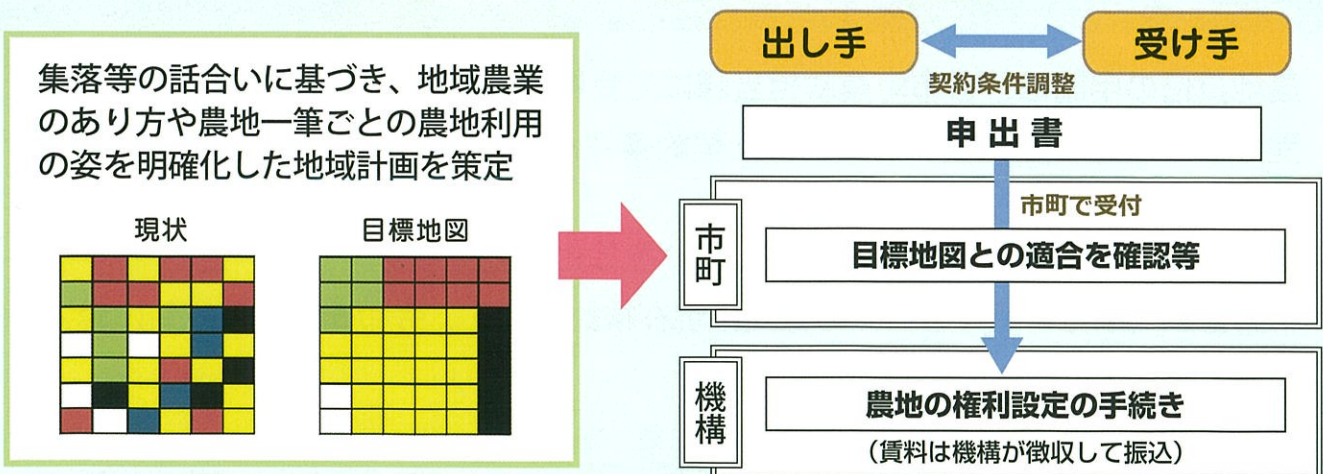 集落等の話合いに基づき、地域農業
のあり方や農地一筆ごとの農地利用
の姿を明確化した地域計画を策定
現状
目標地図
出し手
受け手
契約条件調整
申出書
市町
市町で受付
目標地図との適合を確認等
機構
農地の権利設定の手続き
(賃料は機構が徴収して振込)